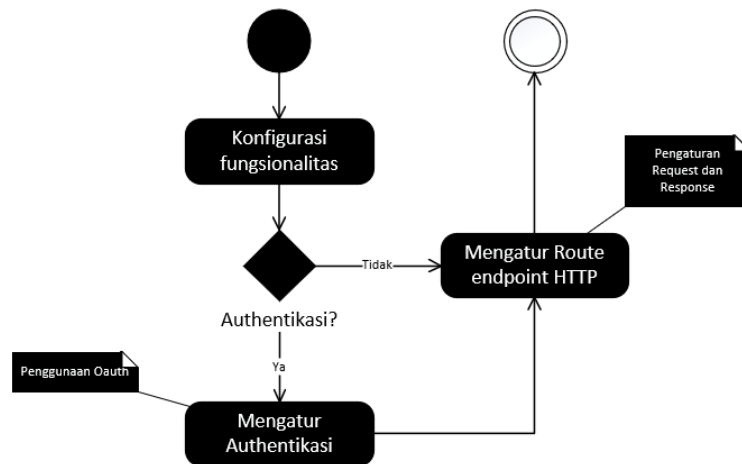 Konfigurasi
fungsionalitas
Pengaturan
Request dan
Response
Tidak
Mengatur Route
endpoint HTTP
Authentikasi?
Ya
Penggunaan Oauth
Mengatur
Authentikasi